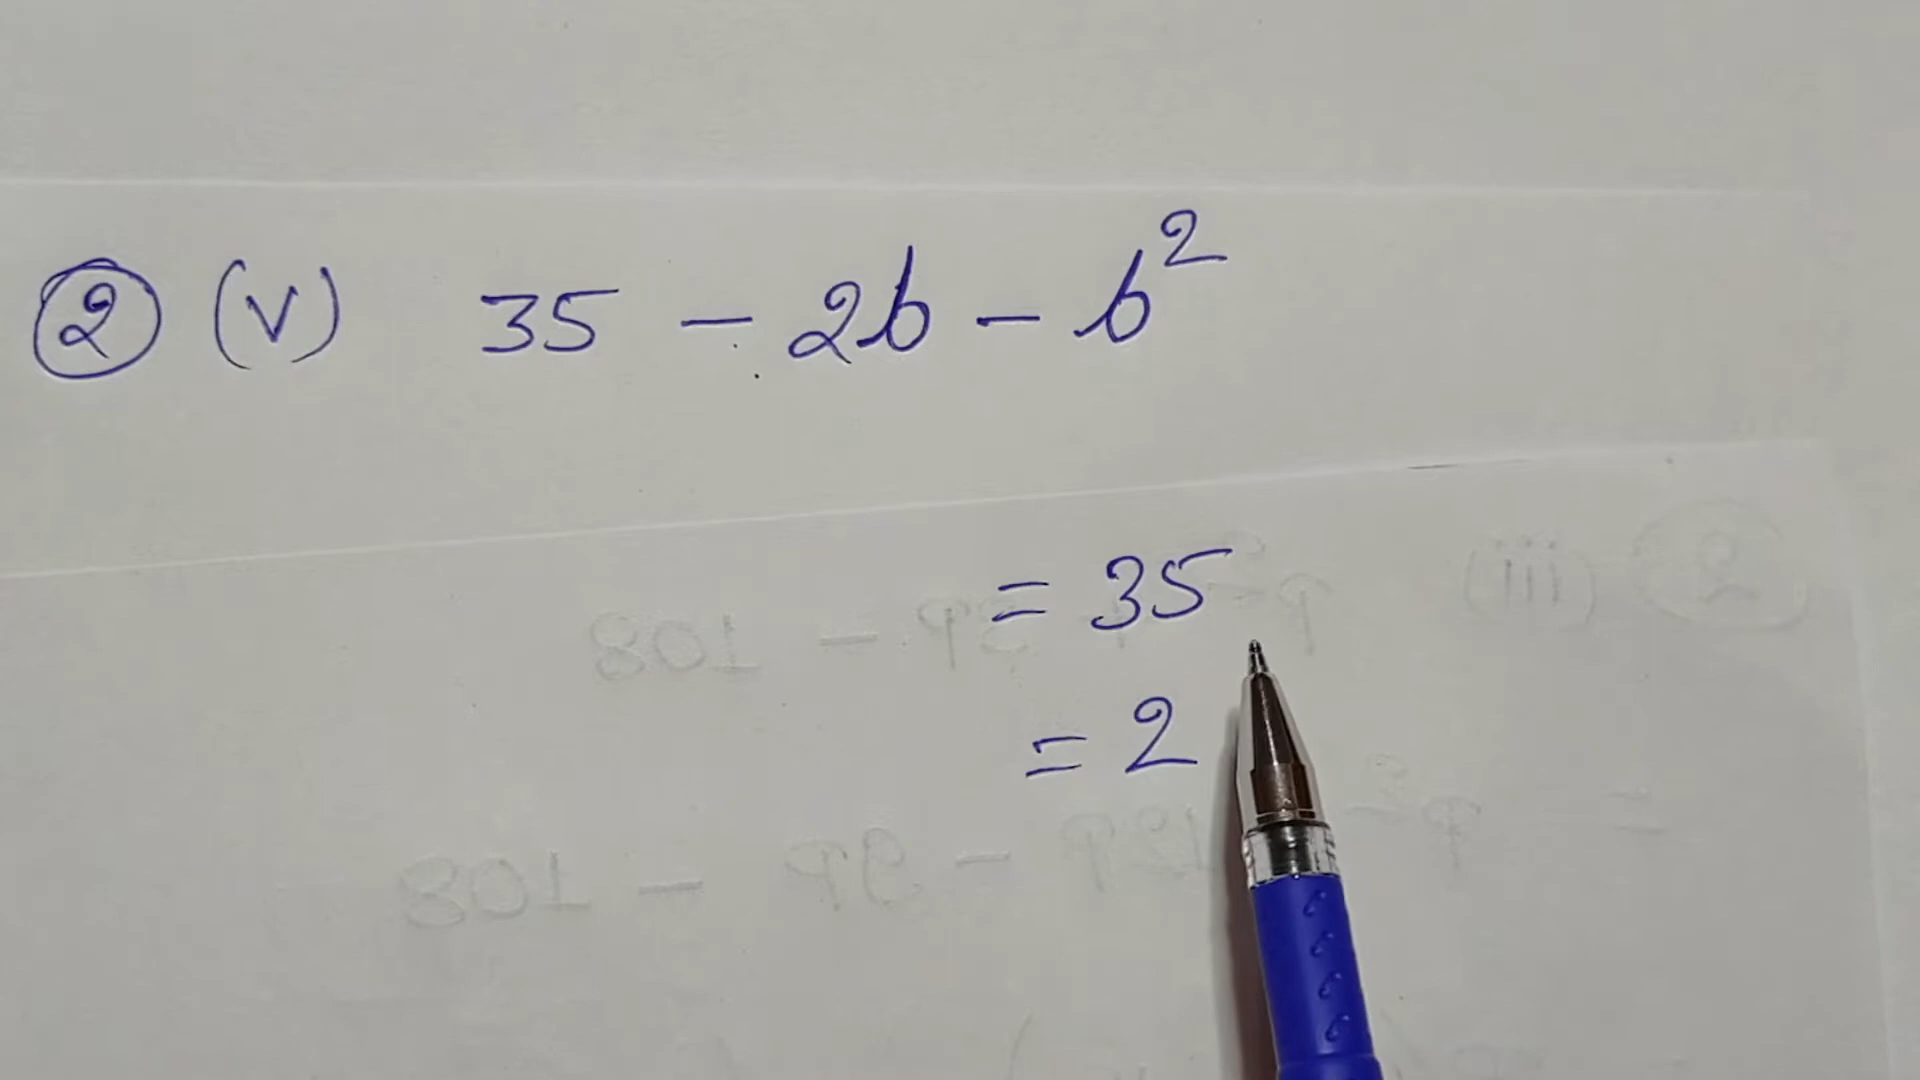 ② (v) 35 - 2b - b²
= 35
= 2